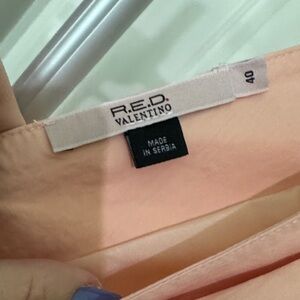 R.E.D.
VALENTINO
40
MADE
IN SERBIA